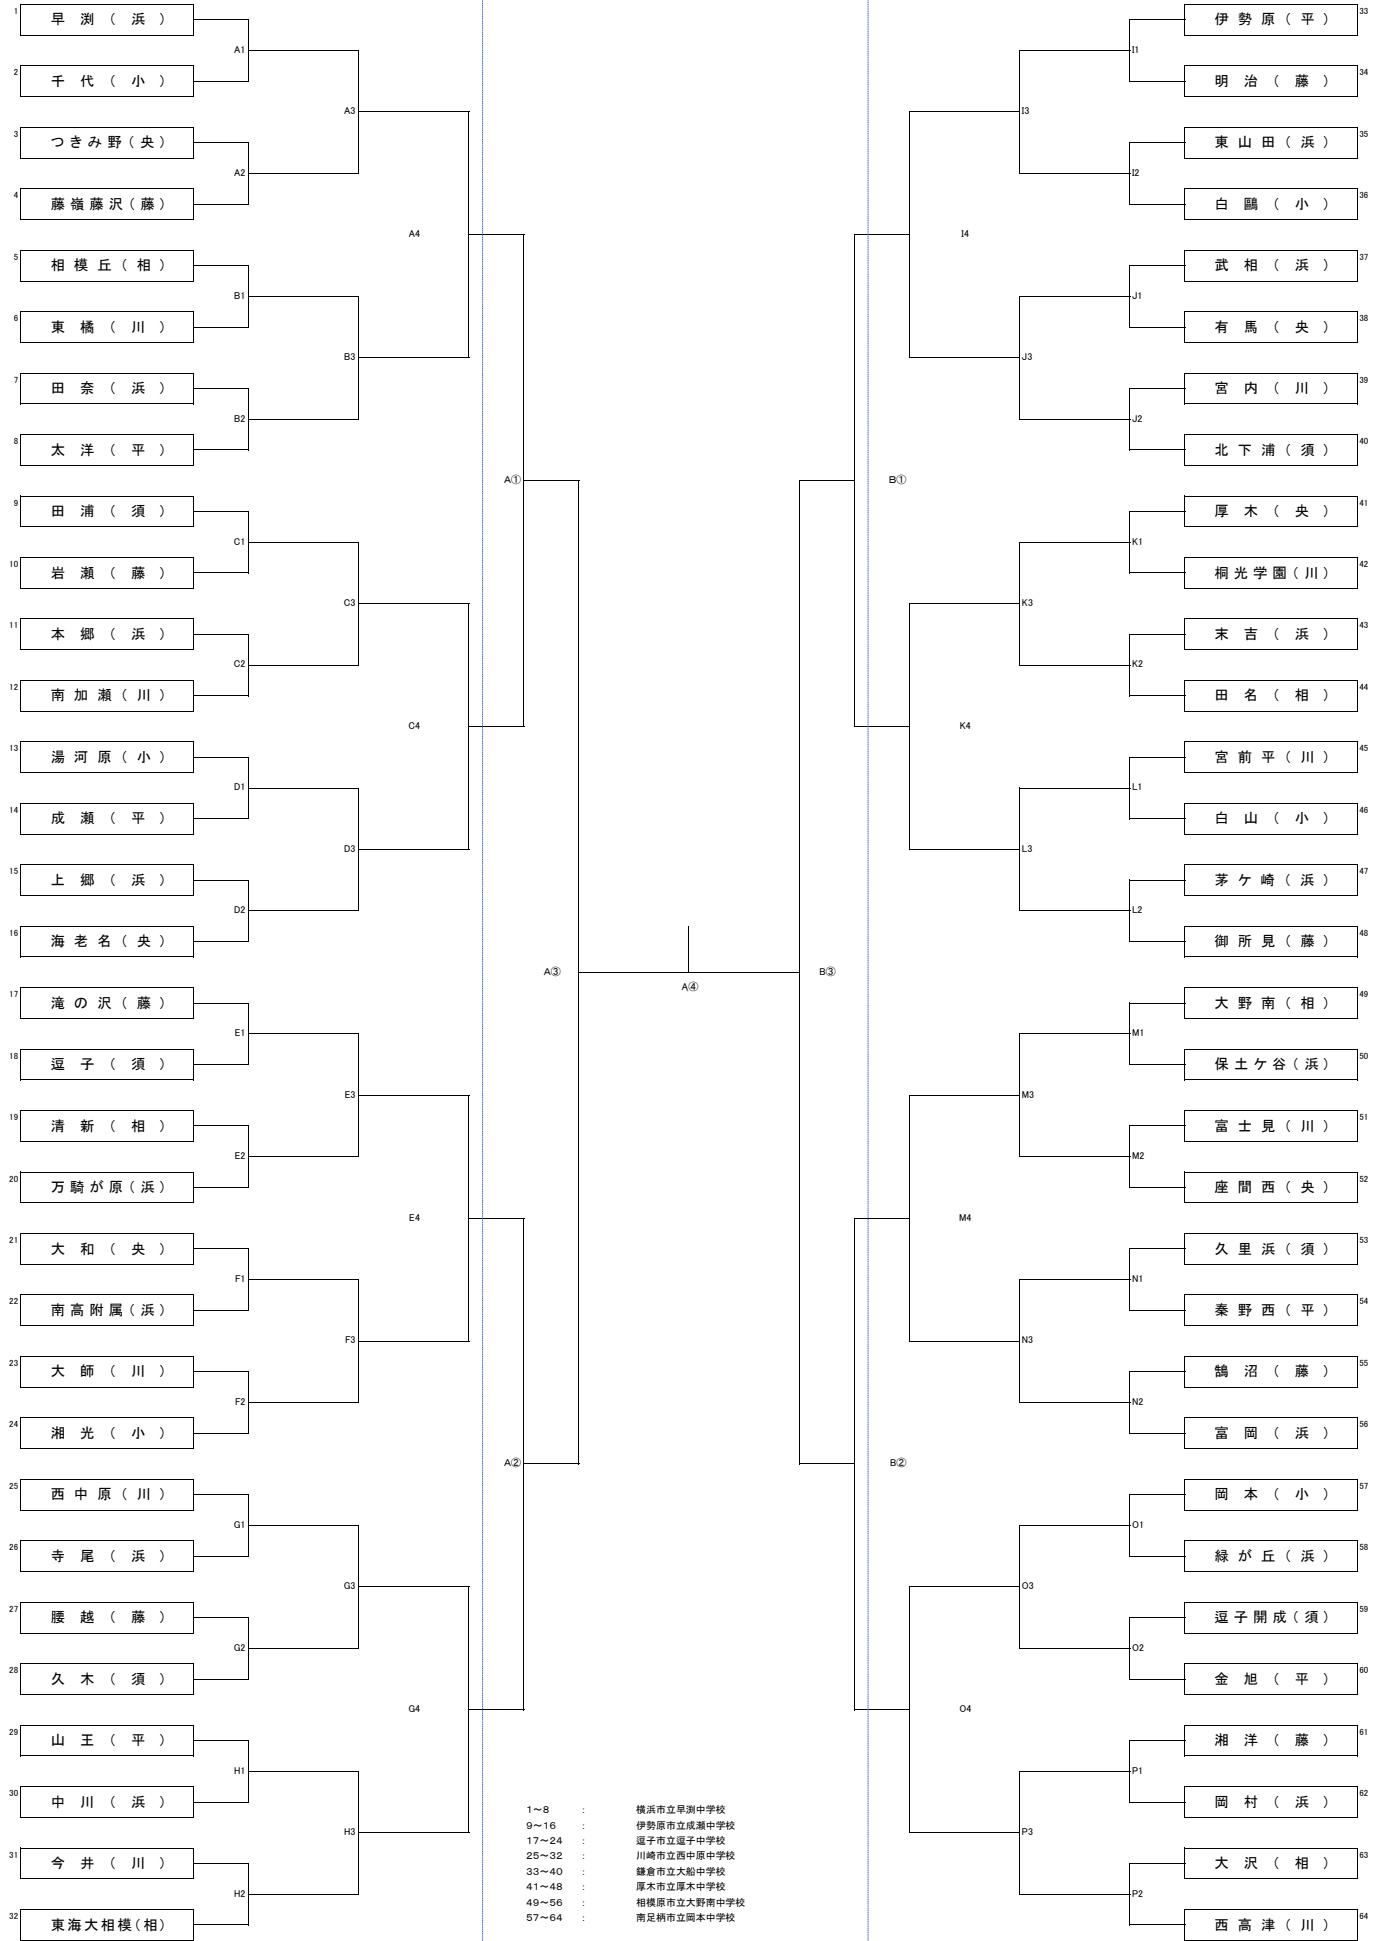 1 早渕(浜)
A1
2 千代(小)
A3
3 つきみ野(央)
A2
4 藤嶺藤沢(藤)
A4
5 相模丘(相)
B1
6 東橘(川)
B3
7 田奈(浜)
B2
8 太洋(平)
A①
9 田浦(須)
C1
10 岩瀬(藤)
C3
11 本郷(浜)
C2
12 南加瀬(川)
C4
13 湯河原(小)
D1
14 成瀬(平)
D3
15 上郷(浜)
D2
16 海老名(央)
A③
17 滝の沢(藤)
E1
18 逗子(須)
E3
19 清新(相)
E2
20 万騎が原(浜)
E4
21 大和(央)
F1
22 南高附属(浜)
F3
23 大師(川)
F2
24 湘光(小)
A②
25 西中原(川)
G1
26 寺尾(浜)
G3
27 腰越(藤)
G2
28 久木(須)
G4
29 山王(平)
H1
30 中川(浜)
H3
31 今井(川)
H2
32 東海大相模(相)
A④
1~8 : 横浜市立早渕中学校
9~16 : 伊勢原市立成瀬中学校
17~24 : 逗子市立逗子中学校
25~32 : 川崎市立西中原中学校
33~40 : 鎌倉市立大船中学校
41~48 : 厚木市立厚木中学校
49~56 : 相模原市立大野南中学校
57~64 : 南足柄市立岡本中学校
伊勢原(平) 33
I1
明治(藤) 34
I3
東山田(浜) 35
I2
白鷗(小) 36
I4
武相(浜) 37
J1
有馬(央) 38
J3
宮内(川) 39
J2
北下浦(須) 40
B①
厚木(央) 41
K1
桐光学園(川) 42
K3
末吉(浜) 43
K2
田名(相) 44
K4
宮前平(川) 45
L1
白山(小) 46
L3
茅ケ崎(浜) 47
L2
御所見(藤) 48
B③
大野南(相) 49
M1
保土ケ谷(浜) 50
M3
富士見(川) 51
M2
座間西(央) 52
M4
久里浜(須) 53
N1
秦野西(平) 54
N3
鵠沼(藤) 55
N2
富岡(浜) 56
B②
岡本(小) 57
O1
緑が丘(浜) 58
O3
逗子開成(須) 59
O2
金旭(平) 60
O4
湘洋(藤) 61
P1
岡村(浜) 62
P3
大沢(相) 63
P2
西高津(川) 64